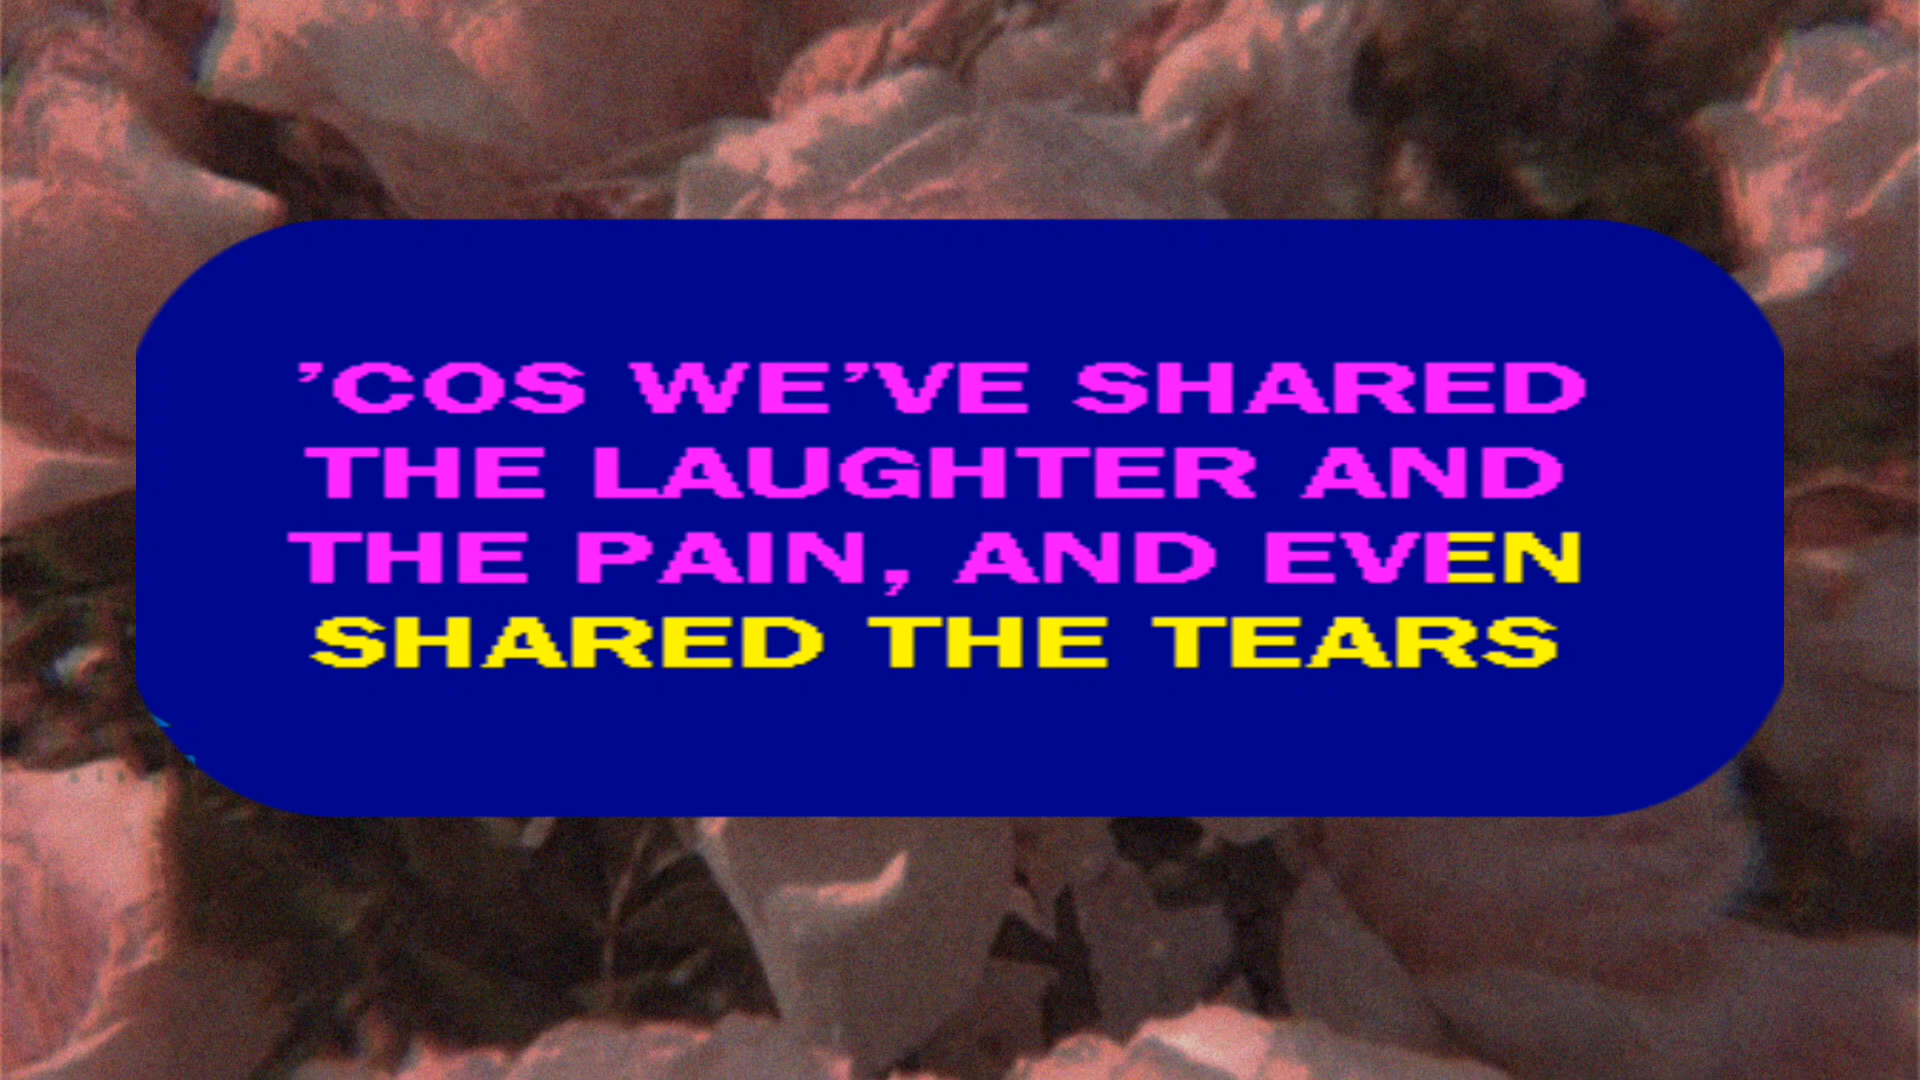 ’COS WE’VE SHARED
THE LAUGHTER AND
THE PAIN, AND EVEN
SHARED THE TEARS